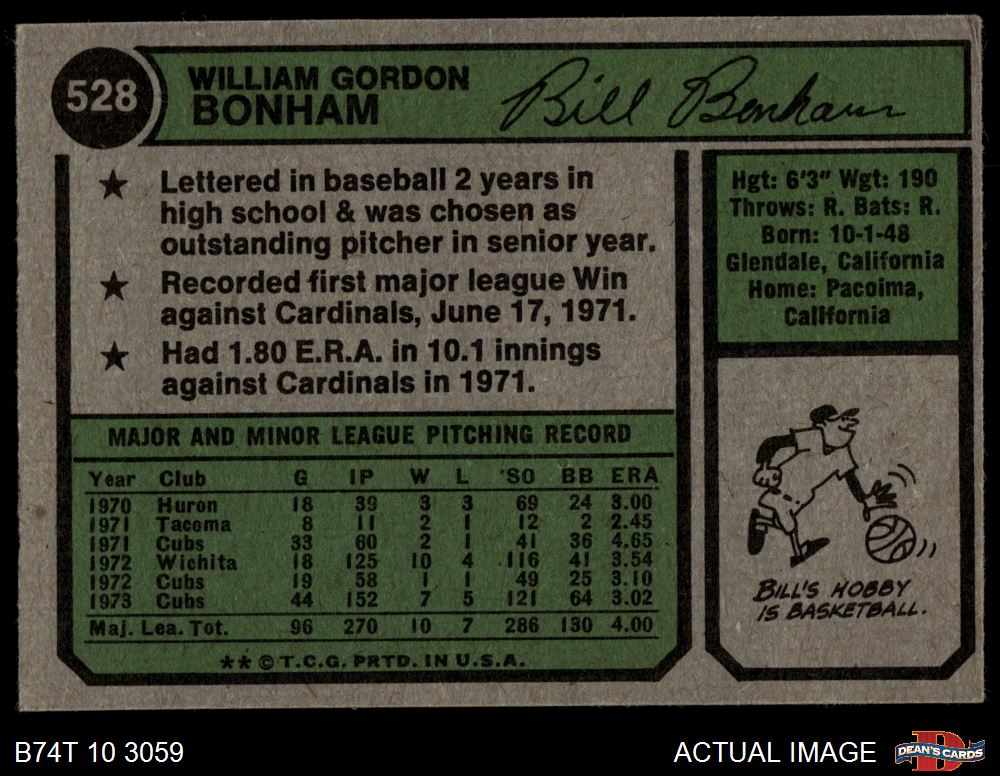 528
WILLIAM GORDON
BONHAM
Bill Bonham
★ Lettered in baseball 2 years in
high school & was chosen as
outstanding pitcher in senior year.
★ Recorded first major league Win
against Cardinals, June 17, 1971.
★ Had 1.80 E.R.A. in 10.1 innings
against Cardinals in 1971.
Hgt: 6'3" Wgt: 190
Throws: R. Bats: R.
Born: 10-1-48
Glendale, California
Home: Pacoima,
California
MAJOR AND MINOR LEAGUE PITCHING RECORD
Year Club G IP W L SO BB ERA
1970 Huron 18 39 3 3 69 24 3.00
1971 Tacoma 8 11 2 1 12 2 2.45
1971 Cubs 33 60 2 1 41 36 4.65
1972 Wichita 18 125 10 4 116 41 3.54
1972 Cubs 19 58 1 1 49 25 3.10
1973 Cubs 44 152 7 5 121 64 3.02
Maj. Lea. Tot. 96 270 10 7 286 130 4.00
** © T.C.G. PRTD. IN U.S.A.
BILL'S HOBBY
IS BASKETBALL.
B74T 10 3059
ACTUAL IMAGE
DEAN'S CARDS